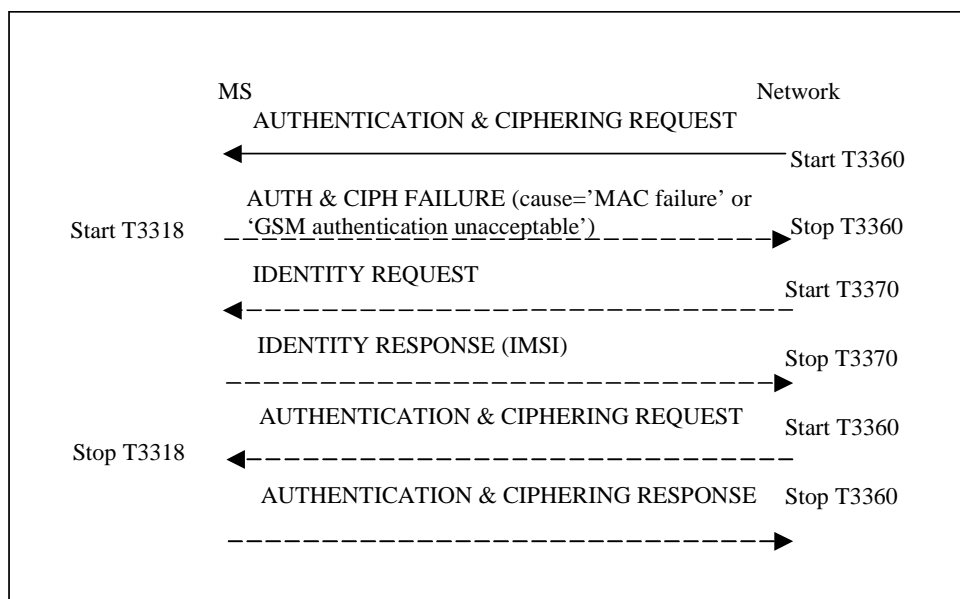 MS Network
AUTHENTICATION & CIPHERING REQUEST
Start T3360
AUTH & CIPH FAILURE (cause=’MAC failure’ or
‘GSM authentication unacceptable’)
Start T3318
Stop T3360
IDENTITY REQUEST
Start T3370
IDENTITY RESPONSE (IMSI)
Stop T3370
AUTHENTICATION & CIPHERING REQUEST
Start T3360
Stop T3318
AUTHENTICATION & CIPHERING RESPONSE
Stop T3360